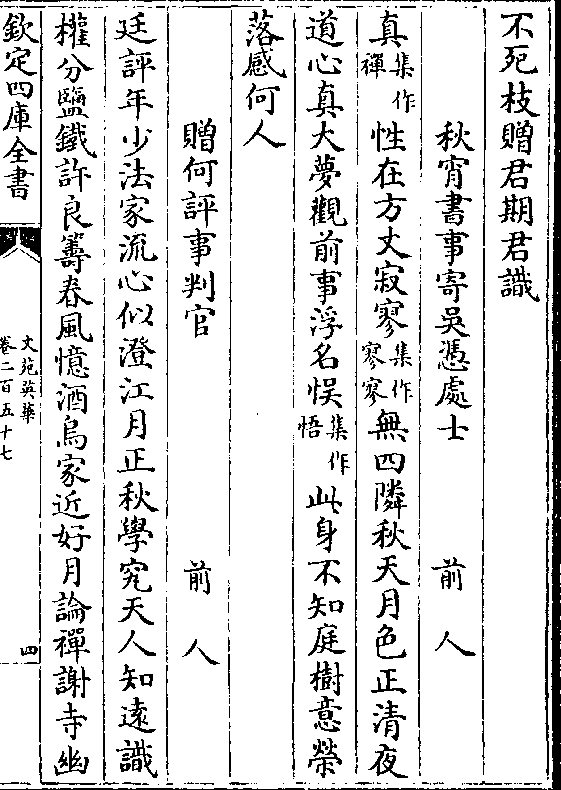 不死枝贈君期君識
秋宵書事寄吳憑處士　前人
真集作禪性在方丈寂寥集作寥寥無四隣秋天月色正清夜
道心真大夢觀前事浮名悮集作悟此身不知庭樹意榮
落感何人
贈何評事判官　前人
廷評年少法家流心似澄江月正秋學究天人知遠識
權分鹽鐵許良籌春風憶酒烏家近好月論禪謝寺幽
欽定四庫全書
文苑英華
卷二百五十七
四